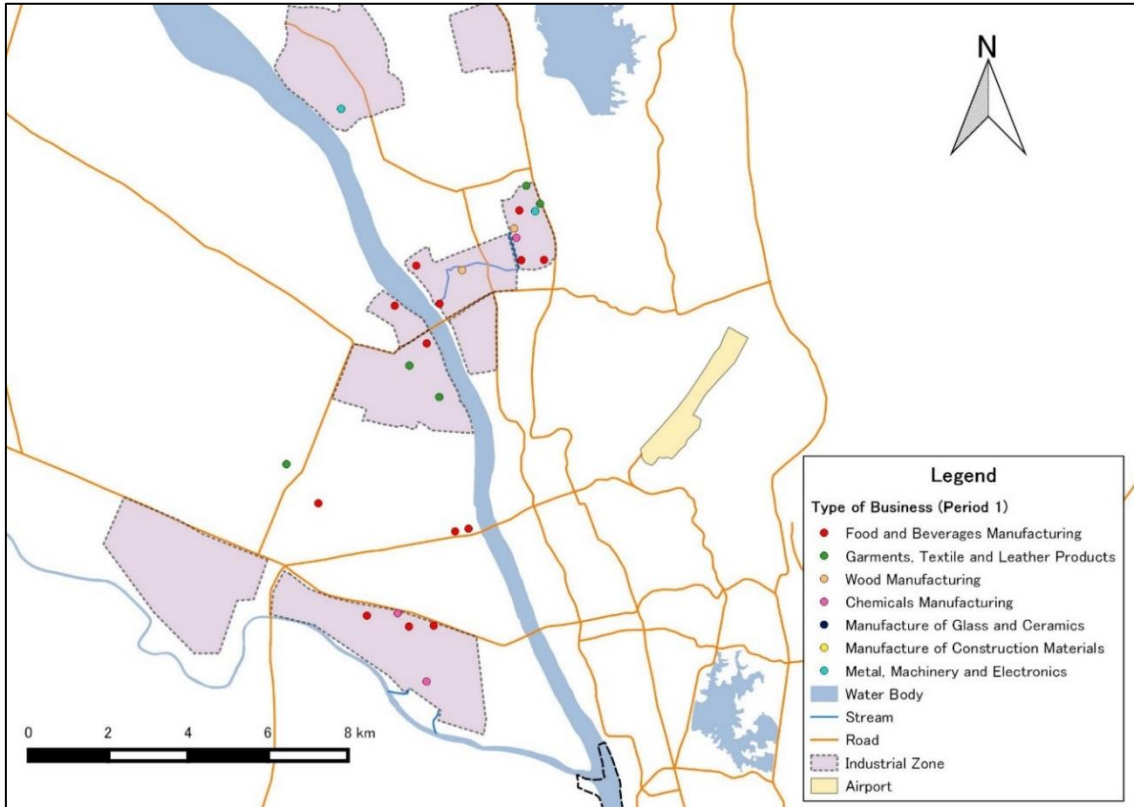 N
Legend
Type of Business (Period 1)
Food and Beverages Manufacturing
Garments, Textile and Leather Products
Wood Manufacturing
Chemicals Manufacturing
Manufacture of Glass and Ceramics
Manufacture of Construction Materials
Metal, Machinery and Electronics
Water Body
Stream
Road
Industrial Zone
Airport
0 2 4 6 8 km